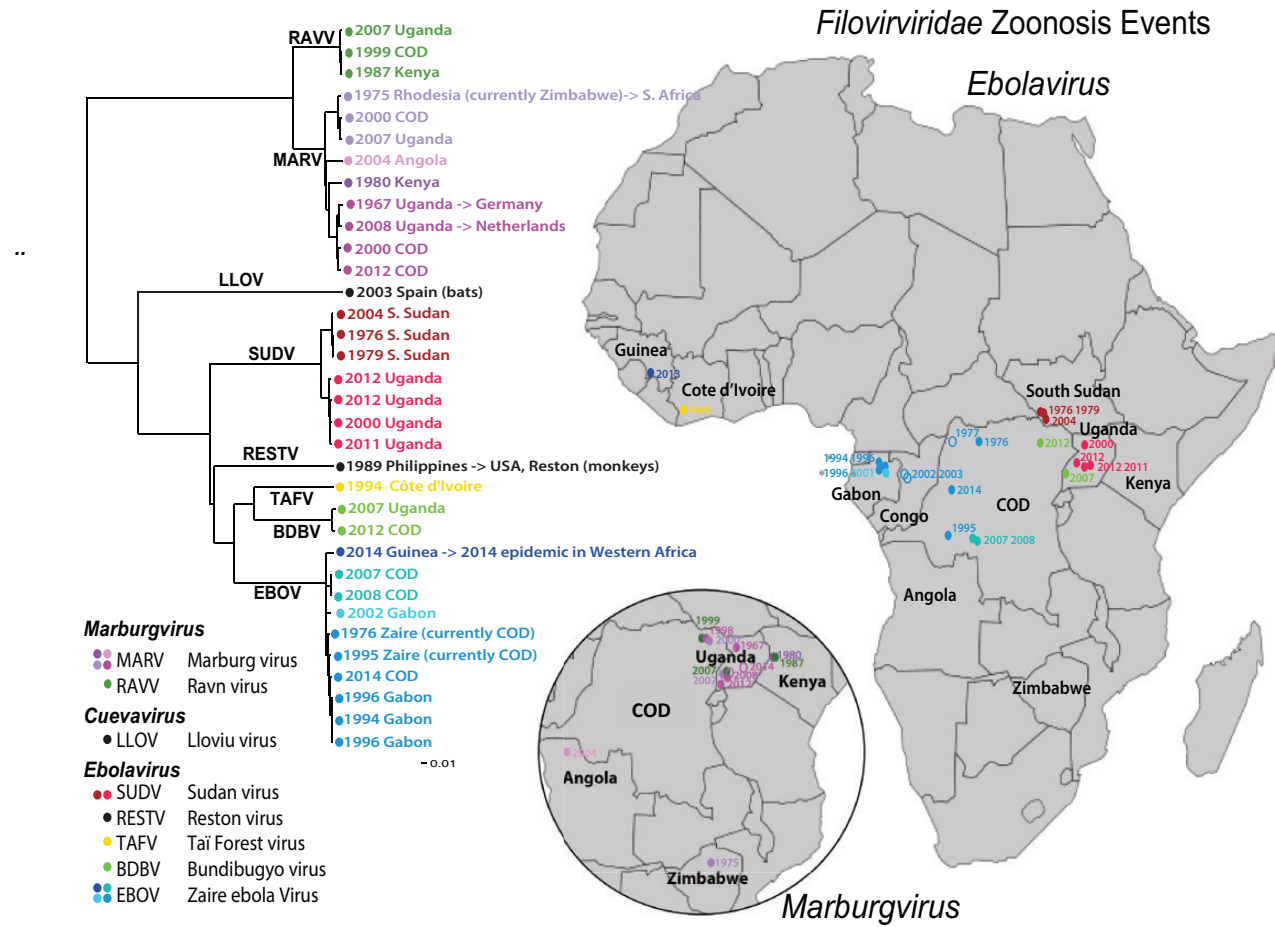 Filovirviridae Zoonosis Events
Ebolavirus
..
RAVV
2007 Uganda
1999 COD
1987 Kenya
1975 Rhodesia (currently Zimbabwe)-> S. Africa
2000 COD
2007 Uganda
MARV
2004 Angola
1980 Kenya
1967 Uganda -> Germany
2008 Uganda -> Netherlands
2000 COD
2012 COD
LLOV
2003 Spain (bats)
2004 S. Sudan
1976 S. Sudan
SUDV
1979 S. Sudan
2012 Uganda
2012 Uganda
2000 Uganda
2011 Uganda
RESTV
1989 Philippines -> USA, Reston (monkeys)
TAFV
1994 Côte d'Ivoire
2007 Uganda
BDBV
2012 COD
2014 Guinea -> 2014 epidemic in Western Africa
2007 COD
EBOV
2008 COD
2002 Gabon
1976 Zaire (currently COD)
1995 Zaire (currently COD)
2014 COD
1996 Gabon
1994 Gabon
1996 Gabon
0.01
Marburgvirus
MARV Marburg virus
RAVV Ravn virus
Cuevavirus
LLOV Lloviu virus
Ebolavirus
SUDV Sudan virus
RESTV Reston virus
TAFV Taï Forest virus
BDBV Bundibugyo virus
EBOV Zaire ebola Virus
Guinea
2013
Cote d'Ivoire
1994
South Sudan
1976 1979
2004
Uganda
1977
1976
2012
2000
2012
2012 2011
2007
Kenya
1994 1996
1996 2001
2002 2003
Gabon
2014
COD
Congo
1995
2007 2008
Angola
Zimbabwe
1999
1998
2000
1967
Uganda
1980
1987
2014
2007
2008
2007
2012
Kenya
COD
2004
Angola
1975
Zimbabwe
Marburgvirus